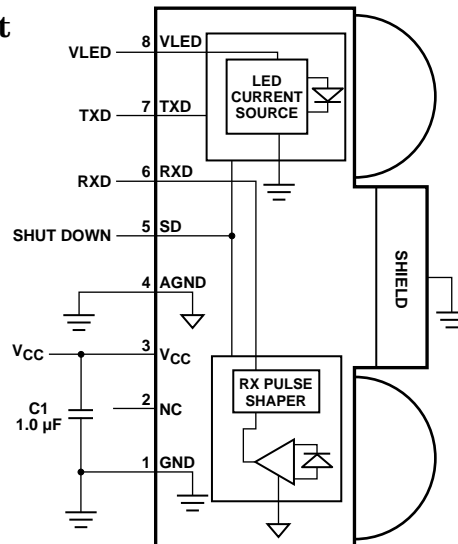 t
VLED 8 VLED
LED
CURRENT
SOURCE
TXD 7 TXD
RXD 6 RXD
SHUT DOWN 5 SD
SHIELD
4 AGND
VCC 3 VCC
RX PULSE
SHAPER
C1
1.0 µF
2 NC
1 GND